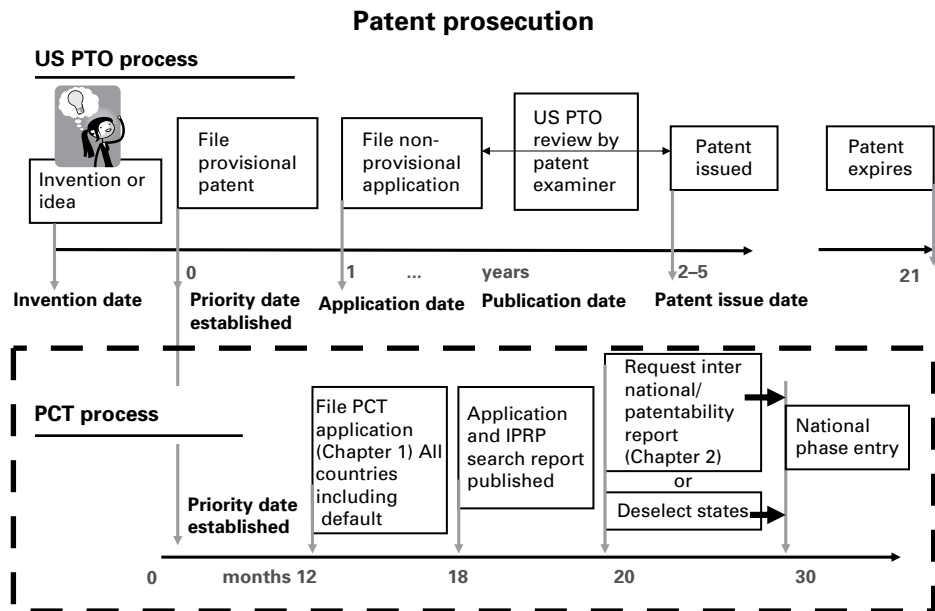 Patent prosecution
US PTO process
Invention or
idea
File
provisional
patent
File non-
provisional
application
US PTO
review by
patent
examiner
Patent
issued
Patent
expires
0
1
...
years
2–5
21
Invention date
Priority date
established
Application date
Publication date
Patent issue date
PCT process
Priority date
established
File PCT
application
(Chapter 1) All
countries
including
default
Application
and IPRP
search report
published
Request inter
national/
patentability
report
(Chapter 2)
or
Deselect states
National
phase entry
0
months 12
18
20
30